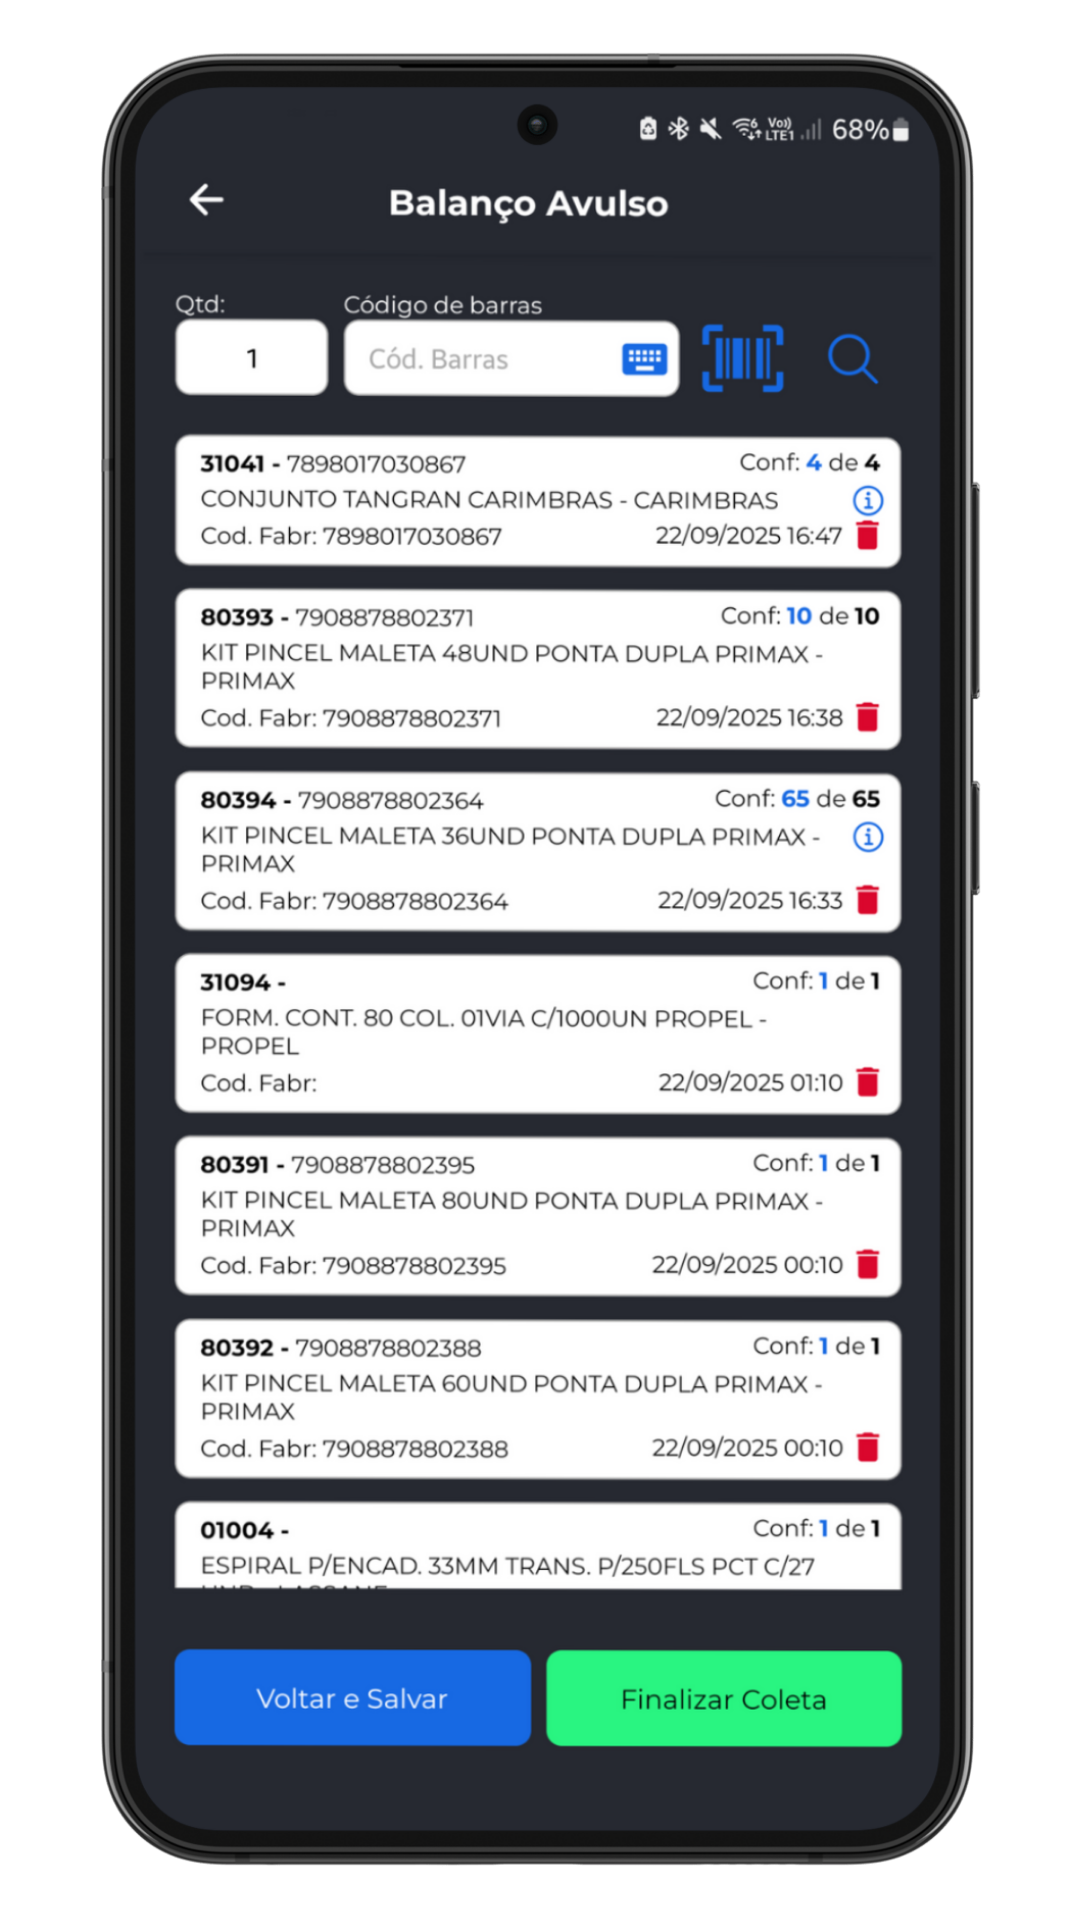 Vo)) LTE1 68%
Balanço Avulso
Qtd: Código de barras
1 Cód. Barras
31041 - 7898017030867 Conf: 4 de 4
CONJUNTO TANGRAN CARIMBRAS - CARIMBRAS
Cod. Fabr: 7898017030867 22/09/2025 16:47
80393 - 7908878802371 Conf: 10 de 10
KIT PINCEL MALETA 48UND PONTA DUPLA PRIMAX -
PRIMAX
Cod. Fabr: 7908878802371 22/09/2025 16:38
80394 - 7908878802364 Conf: 65 de 65
KIT PINCEL MALETA 36UND PONTA DUPLA PRIMAX -
PRIMAX
Cod. Fabr: 7908878802364 22/09/2025 16:33
31094 - Conf: 1 de 1
FORM. CONT. 80 COL. 01VIA C/1000UN PROPEL -
PROPEL
Cod. Fabr: 22/09/2025 01:10
80391 - 7908878802395 Conf: 1 de 1
KIT PINCEL MALETA 80UND PONTA DUPLA PRIMAX -
PRIMAX
Cod. Fabr: 7908878802395 22/09/2025 00:10
80392 - 7908878802388 Conf: 1 de 1
KIT PINCEL MALETA 60UND PONTA DUPLA PRIMAX -
PRIMAX
Cod. Fabr: 7908878802388 22/09/2025 00:10
01004 - Conf: 1 de 1
ESPIRAL P/ENCAD. 33MM TRANS. P/250FLS PCT C/27
Voltar e Salvar Finalizar Coleta